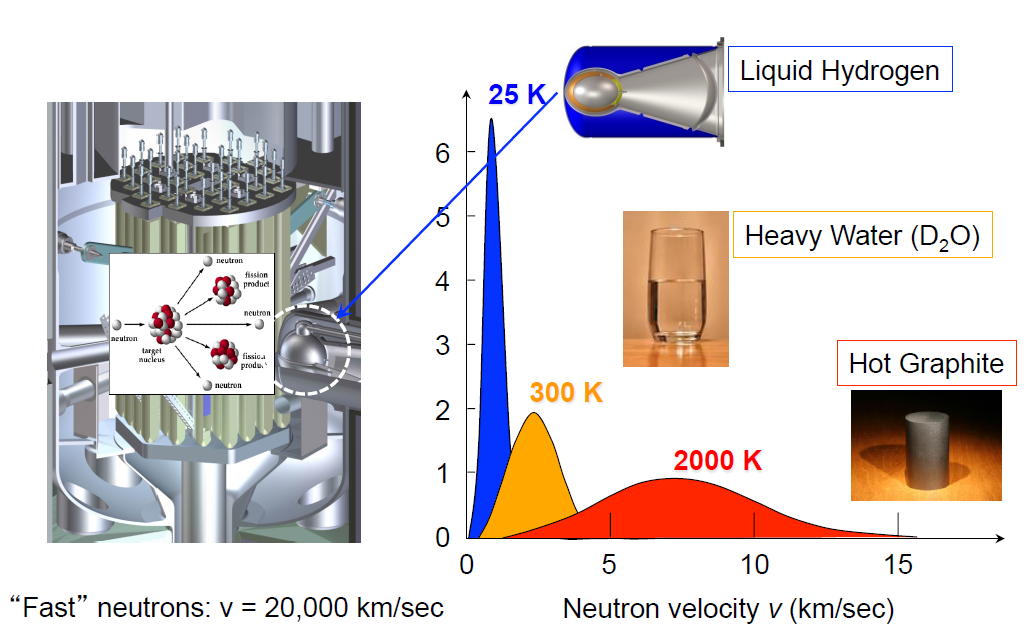 25 K
Liquid Hydrogen
6
5
4
3
2
1
0
Heavy Water (D₂O)
Hot Graphite
300 K
2000 K
neutron
fission
product
neutron
neutron
target
nucleus
fission
neutron
0
5
10
15
“Fast” neutrons: v = 20,000 km/sec
Neutron velocity v (km/sec)